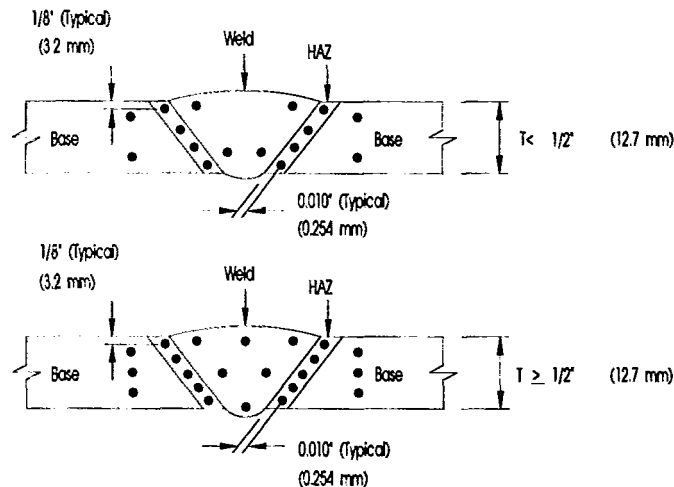 1/8" (Typical)
(3.2 mm)
Weld
HAZ
Base
Base
T< 1/2" (12.7 mm)
0.010" (Typical)
(0.254 mm)
1/8" (Typical)
(3.2 mm)
Weld
HAZ
Base
Base
T ≥ 1/2" (12.7 mm)
0.010" (Typical)
(0.254 mm)